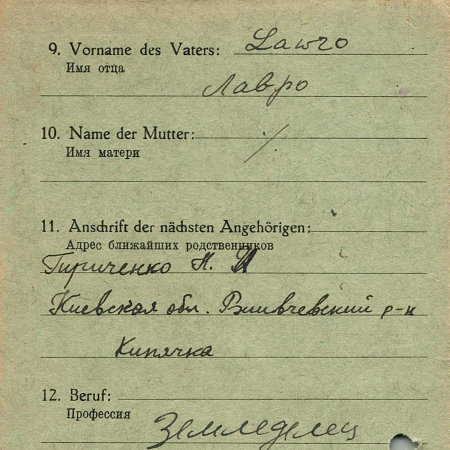 9. Vorname des Vaters: Lawro
Имя отца
Лавро
10. Name der Mutter: ⁒
Имя матери
11. Anschrift der nächsten Angehörigen:
Адрес ближайших родственников
Гириченко Н. И
Киевская обл. р-н
Кипячка
12. Beruf:
Профессия
Земледелец